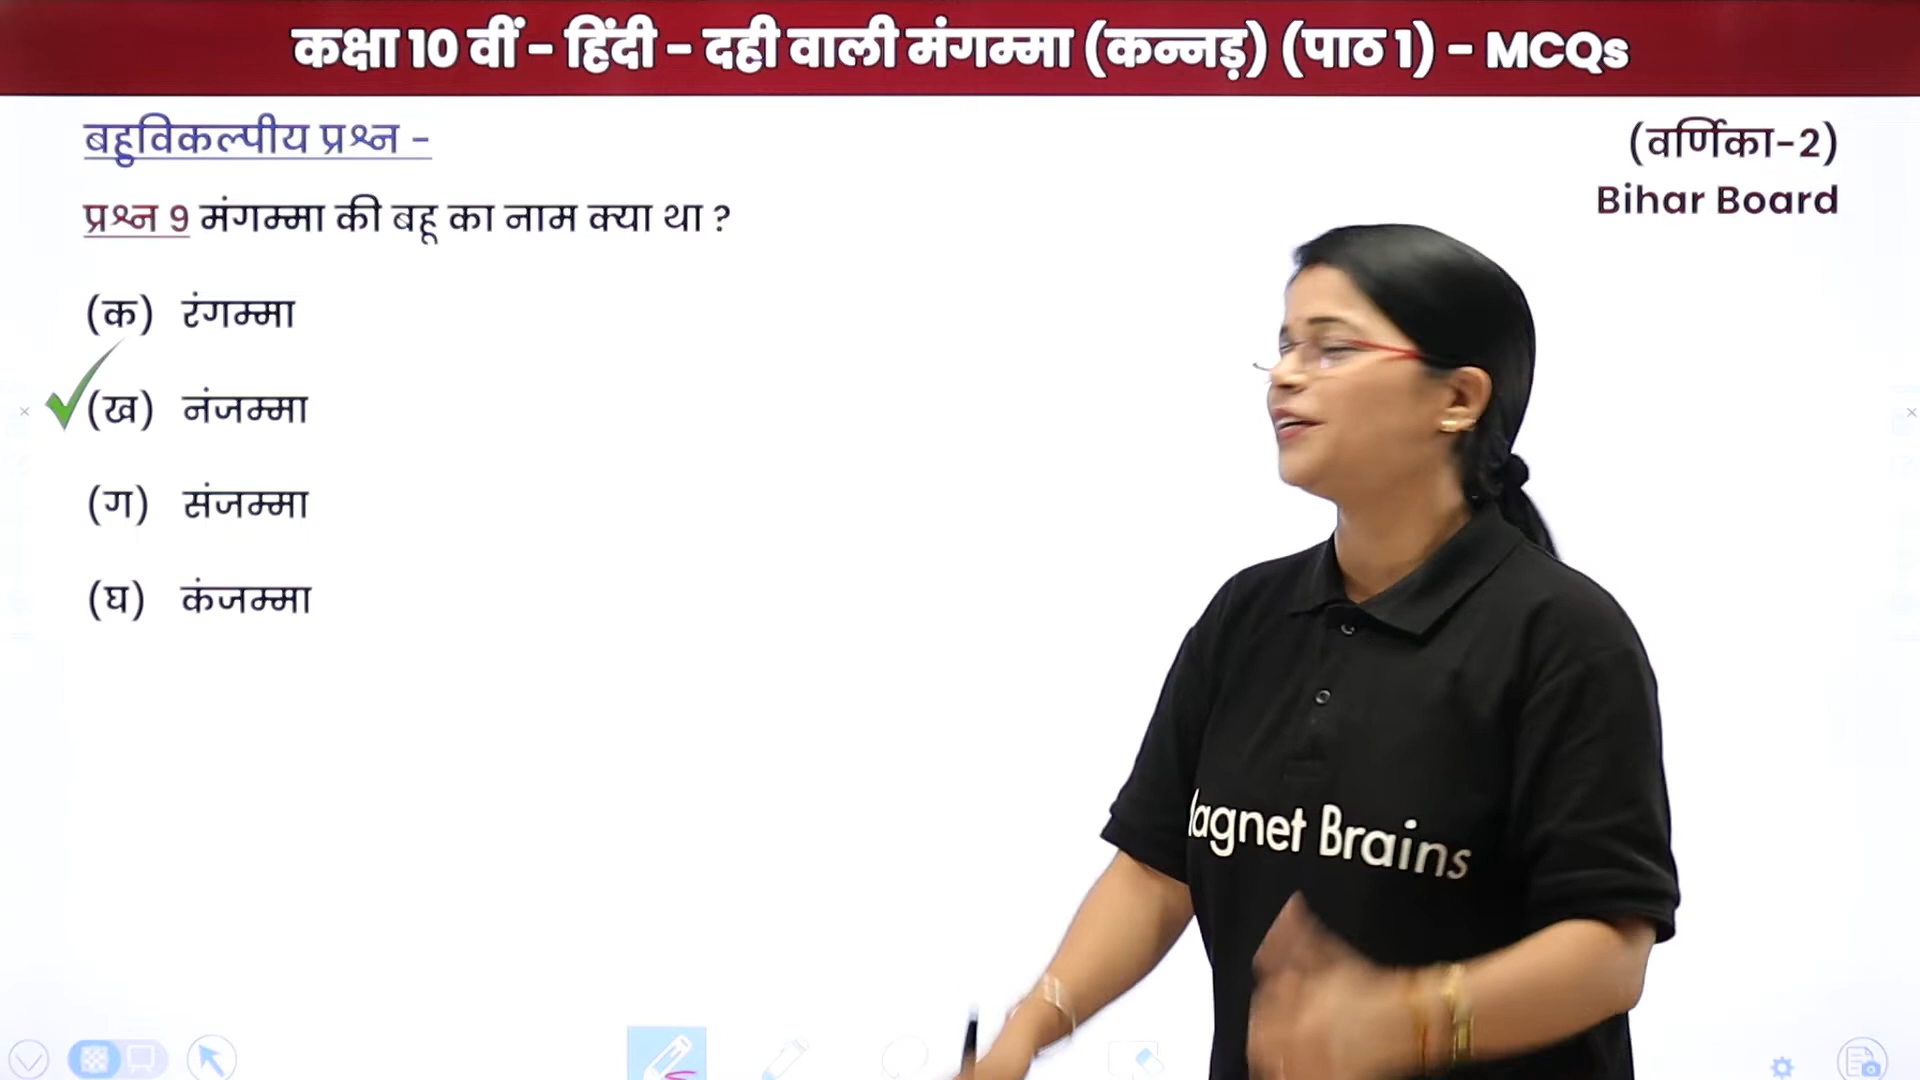 कक्षा 10 वीं - हिंदी - दही वाली मंगम्मा (कन्नड़) (पाठ 1) - MCQs
बहुविकल्पीय प्रश्न -
(वर्णिका-2)
Bihar Board
प्रश्न 9 मंगम्मा की बहू का नाम क्या था ?
(क) रंगम्मा
(ख) नंजम्मा
(ग) संजम्मा
(घ) कंजम्मा
Brains